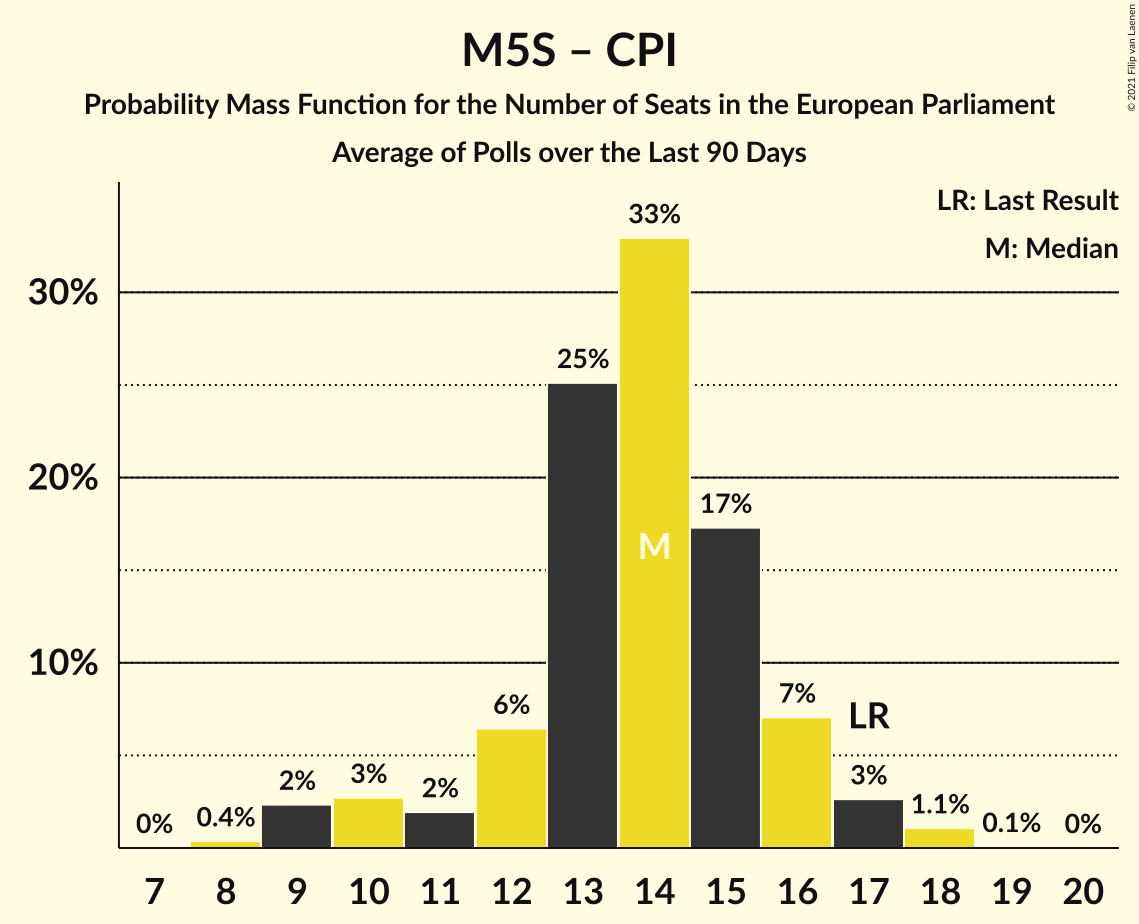 M5S – CPI
Probability Mass Function for the Number of Seats in the European Parliament
Average of Polls over the Last 90 Days
© 2021 Filip van Laenen
LR: Last Result
M: Median
30%
20%
10%
0%
0.4%
2%
3%
2%
6%
25%
33%
M
17%
7%
LR
3%
1.1%
0.1%
0%
7 8 9 10 11 12 13 14 15 16 17 18 19 20